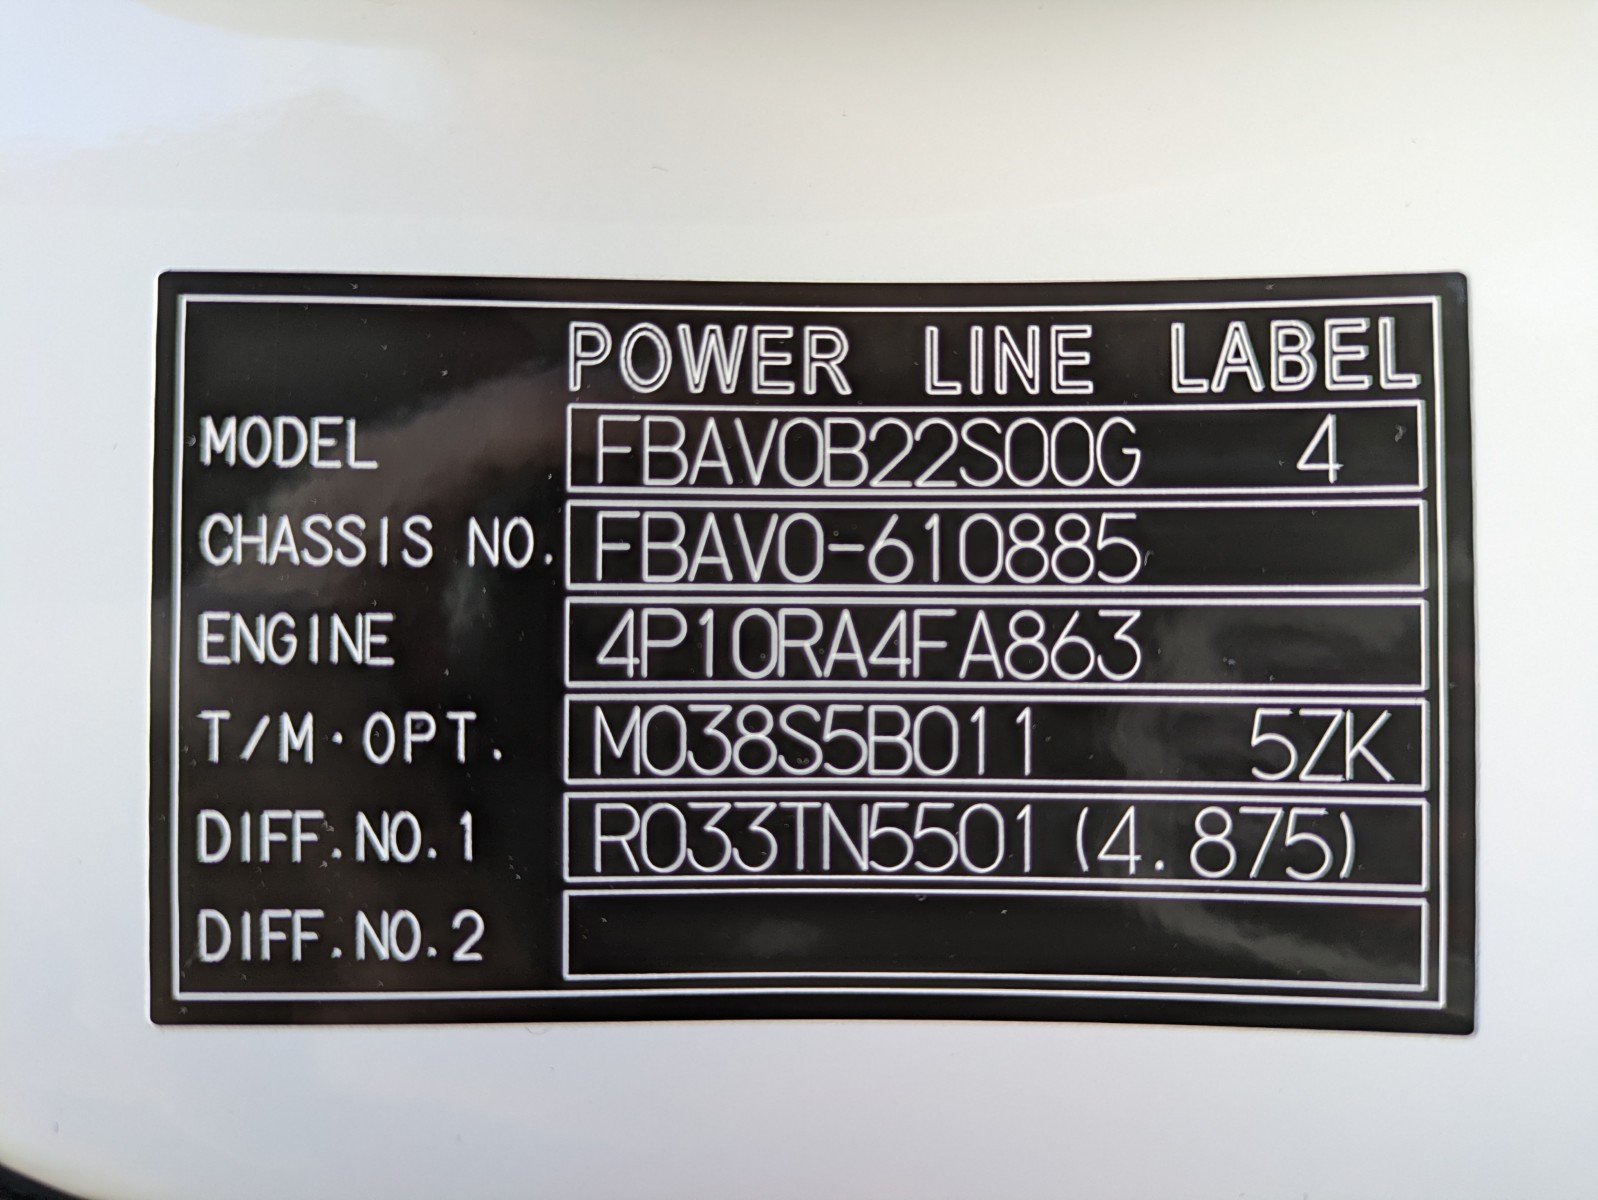 POWER LINE LABEL
MODEL FBAV0B22S00G 4
CHASSIS NO. FBAV0-610885
ENGINE 4P10RA4FA863
T/M·OPT. M038S5B011 5ZK
DIFF.NO.1 R033TN5501 (4.875)
DIFF.NO.2